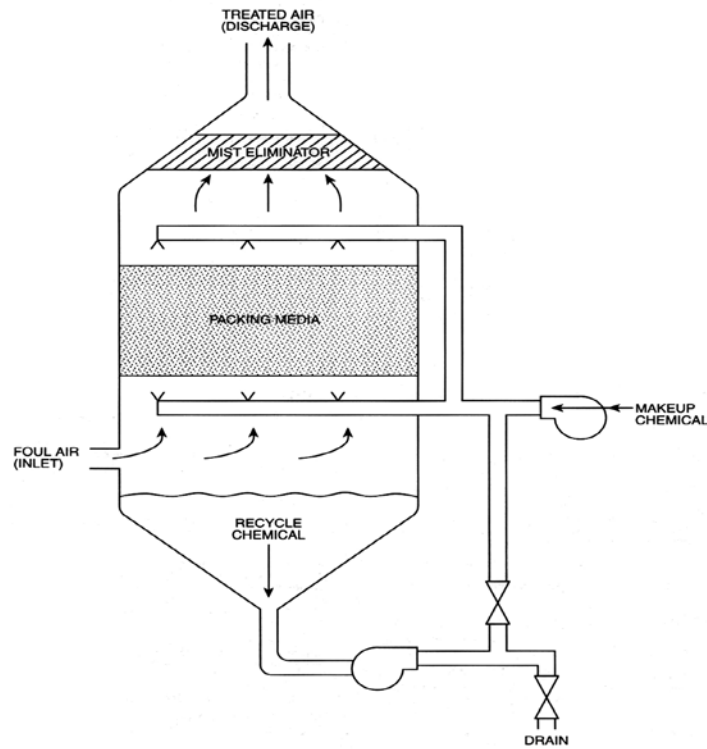 TREATED AIR
(DISCHARGE)
MIST ELIMINATOR
PACKING MEDIA
MAKEUP
CHEMICAL
FOUL AIR
(INLET)
RECYCLE
CHEMICAL
DRAIN